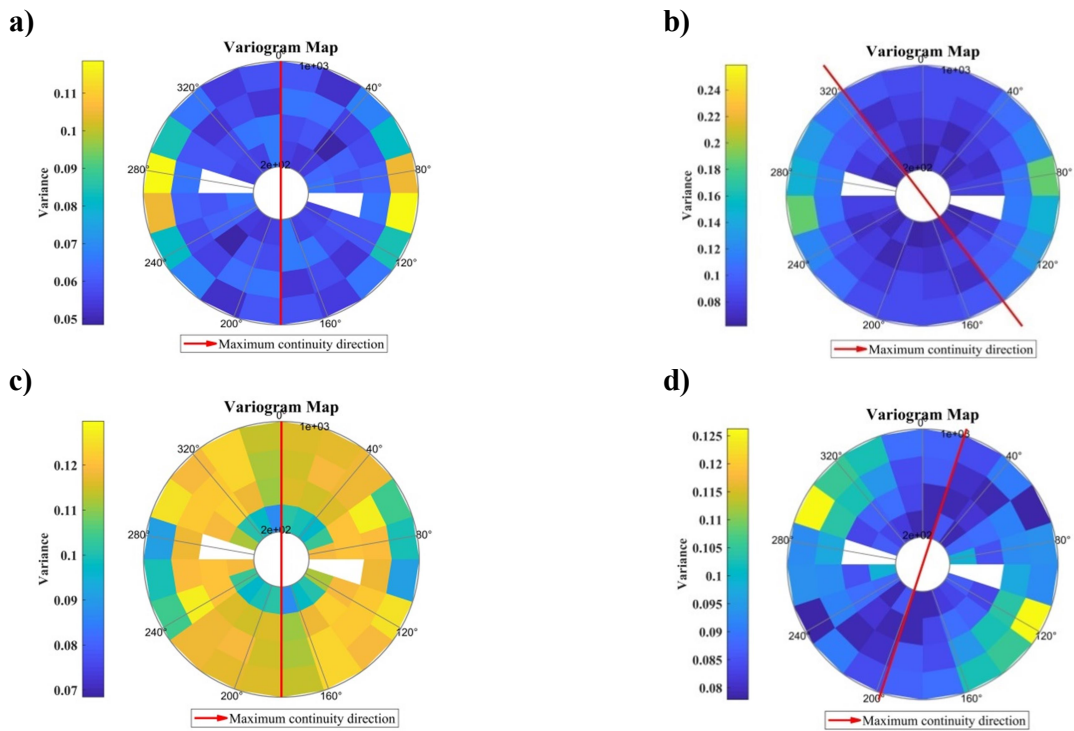 a)
Variogram Map
0°
1e+03
40°
80°
120°
160°
200°
240°
280°
320°
2e+02
0.11
0.1
0.09
0.08
0.07
0.06
0.05
Variance
Maximum continuity direction
b)
Variogram Map
0°
1e+03
40°
80°
120°
160°
200°
240°
280°
320°
2e+02
0.24
0.22
0.2
0.18
0.16
0.14
0.12
0.1
0.08
Variance
Maximum continuity direction
c)
Variogram Map
0°
1e+03
40°
80°
120°
160°
200°
240°
280°
320°
2e+02
0.12
0.11
0.1
0.09
0.08
0.07
Variance
Maximum continuity direction
d)
Variogram Map
0°
1e+03
40°
80°
120°
160°
200°
240°
280°
320°
2e+02
0.125
0.12
0.115
0.11
0.105
0.1
0.095
0.09
0.085
0.08
Variance
Maximum continuity direction